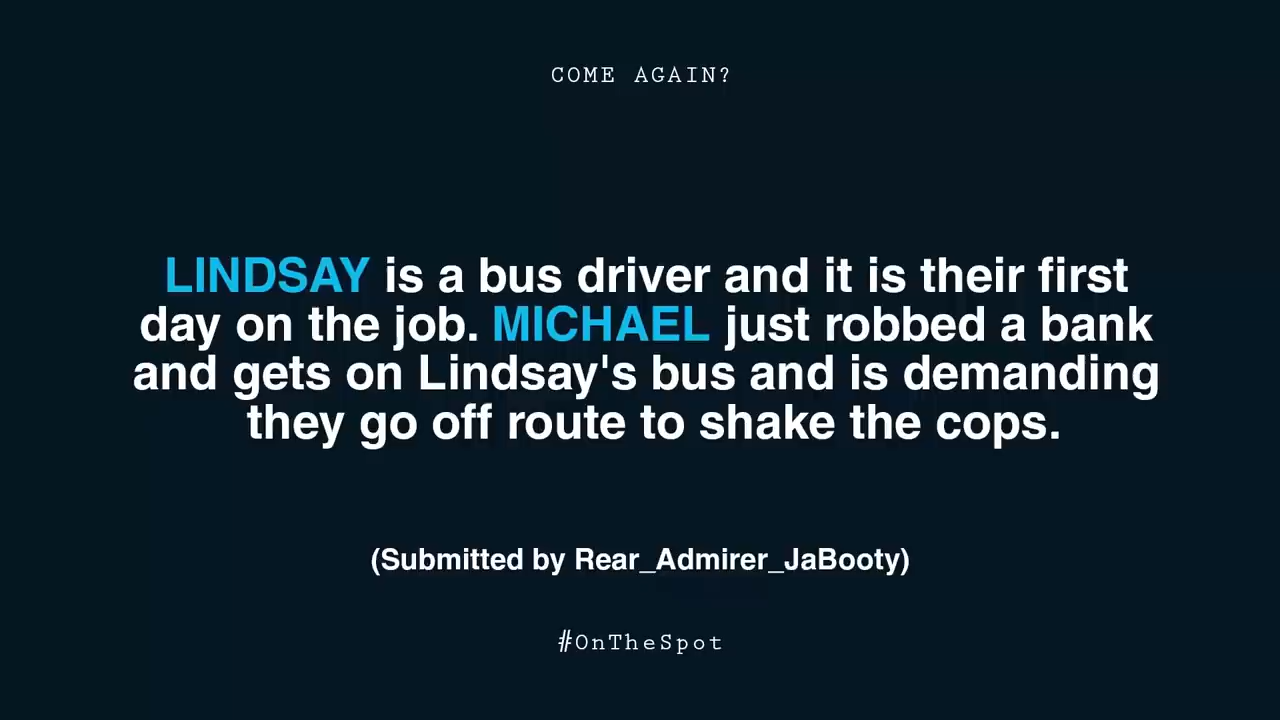 COME AGAIN?
LINDSAY is a bus driver and it is their first
day on the job. MICHAEL just robbed a bank
and gets on Lindsay's bus and is demanding
they go off route to shake the cops.
(Submitted by Rear_Admirer_JaBooty)
#OnTheSpot